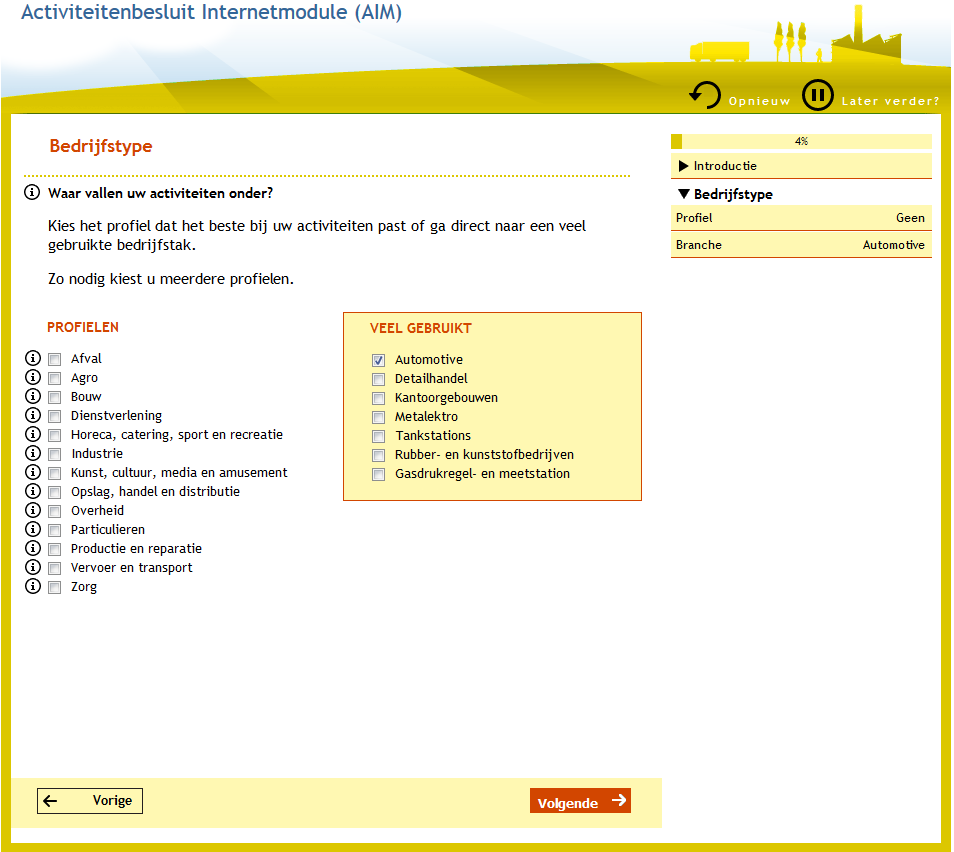 Activiteitenbesluit Internetmodule (AIM)
Opnieuw
Later verder?
Bedrijfstype
Waar vallen uw activiteiten onder?
Kies het profiel dat het beste bij uw activiteiten past of ga direct naar een veel
gebruikte bedrijfstak.
Zo nodig kiest u meerdere profielen.
PROFIELEN
Afval
Agro
Bouw
Dienstverlening
Horeca, catering, sport en recreatie
Industrie
Kunst, cultuur, media en amusement
Opslag, handel en distributie
Overheid
Particulieren
Productie en reparatie
Vervoer en transport
Zorg
VEEL GEBRUIKT
Automotive
Detailhandel
Kantoorgebouwen
Metalektro
Tankstations
Rubber- en kunststofbedrijven
Gasdrukregel- en meetstation
4%
Introductie
Bedrijfstype
Profiel Geen
Branche Automotive
Vorige
Volgende